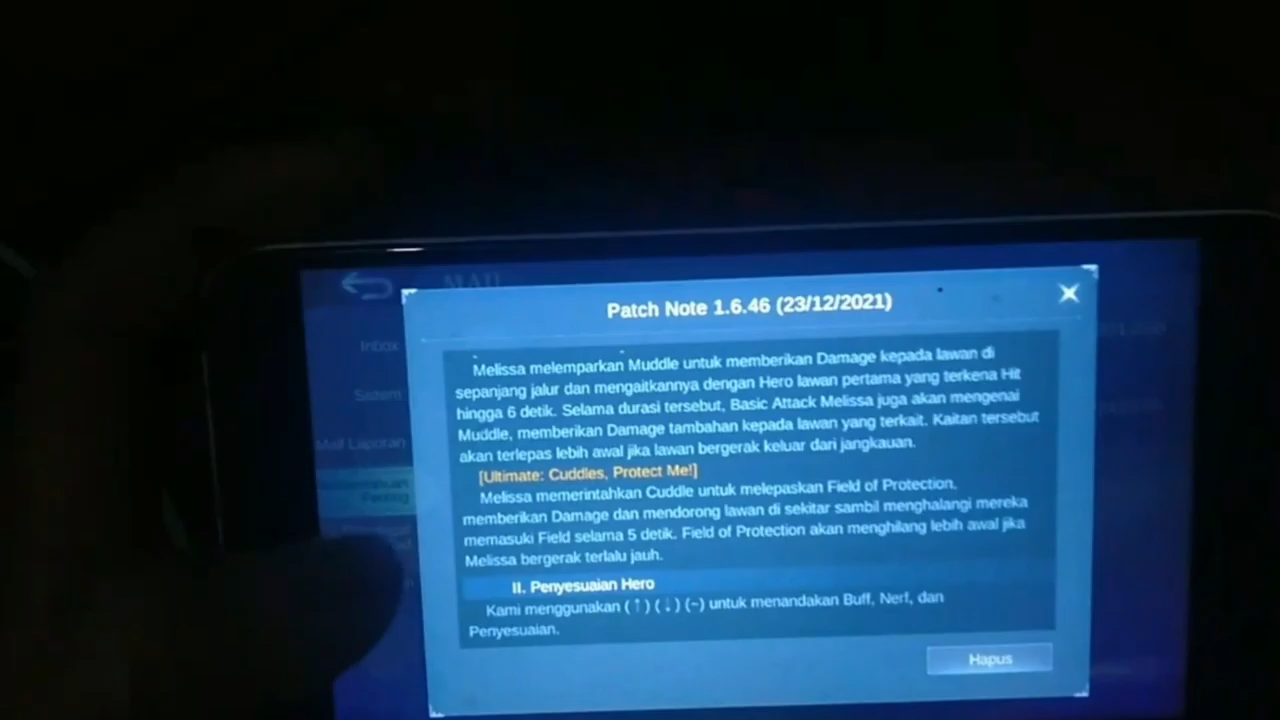 MAIL
Patch Note 1.6.46 (23/12/2021)
Inbox
Sistem
Mail Laporan
Penting
Melissa melemparkan Muddle untuk memberikan Damage kepada lawan di
sepanjang jalur dan mengaitkannya dengan Hero lawan pertama yang terkena Hit
hingga 6 detik. Selama durasi tersebut, Basic Attack Melissa juga akan mengenai
Muddle, memberikan Damage tambahan kepada lawan yang terkait. Kaitan tersebut
akan terlepas lebih awal jika lawan bergerak keluar dari jangkauan.
[Ultimate: Cuddles, Protect Me!]
Melissa memerintahkan Cuddle untuk melepaskan Field of Protection,
memberikan Damage dan mendorong lawan di sekitar sambil menghalangi mereka
memasuki Field selama 5 detik. Field of Protection akan menghilang lebih awal jika
Melissa bergerak terlalu jauh.
II. Penyesuaian Hero
Kami menggunakan (↑) (↓) (~) untuk menandakan Buff, Nerf, dan
Penyesuaian.
Hapus